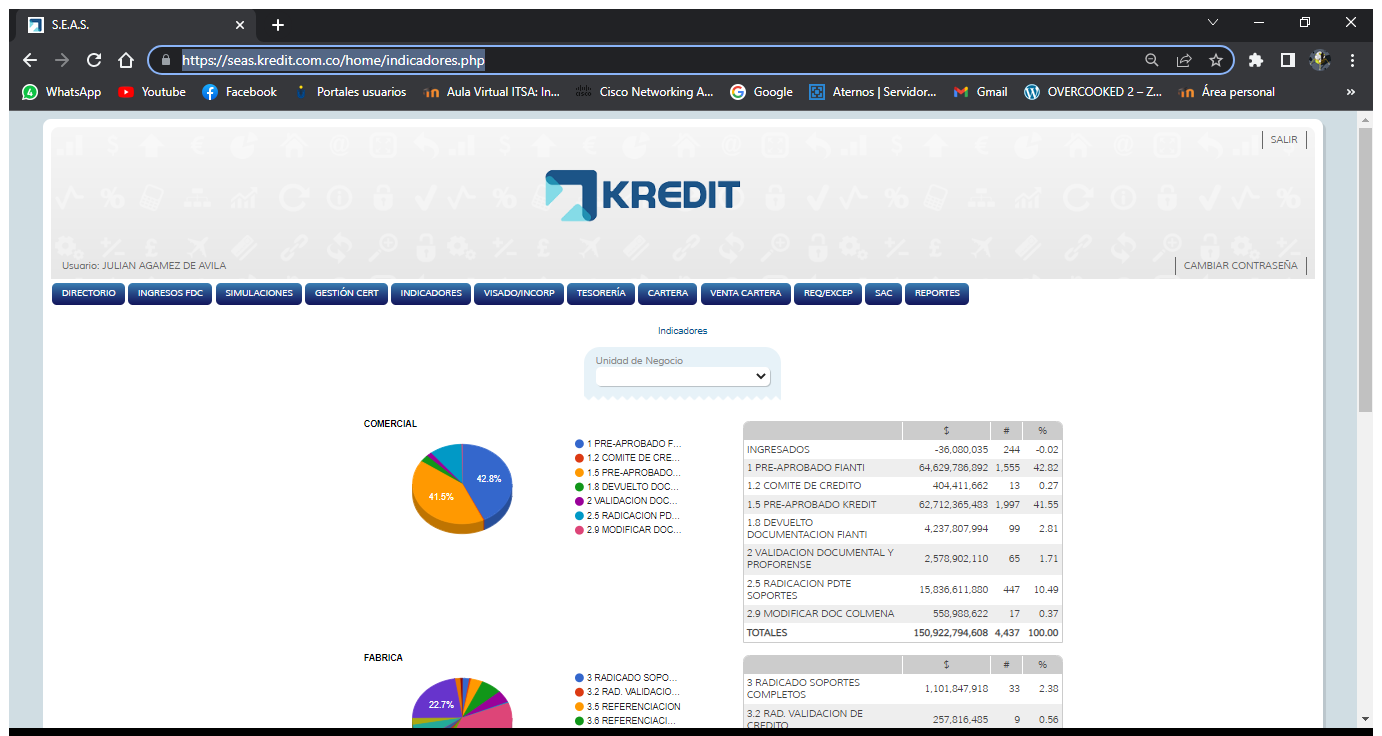 S.E.A.S.
https://seas.kredit.com.co/home/indicadores.php
WhatsApp Youtube Facebook Portales usuarios Aula Virtual ITSA: In... Cisco Networking A... Google Aternos | Servidor... Gmail OVERCOOKED 2 – Z... Área personal »
SALIR
KREDIT
Usuario: JULIAN AGAMEZ DE AVILA
CAMBIAR CONTRASEÑA
DIRECTORIO INGRESOS FDC SIMULACIONES GESTIÓN CERT INDICADORES VISADO/INCORP TESORERÍA CARTERA VENTA CARTERA REQ/EXCEP SAC REPORTES
Indicadores
Unidad de Negocio
COMERCIAL
42.8%
41.5%
1 PRE-APROBADO F...
1.2 COMITE DE CRE...
1.5 PRE-APROBADO...
1.8 DEVUELTO DOC...
2 VALIDACION DOC...
2.5 RADICACION PD...
2.9 MODIFICAR DOC...
$ # %
INGRESADOS -36,080,035 244 -0.02
1 PRE-APROBADO FIANTI 64,629,786,892 1,555 42.82
1.2 COMITE DE CREDITO 404,411,662 13 0.27
1.5 PRE-APROBADO KREDIT 62,712,365,483 1,997 41.55
1.8 DEVUELTO
DOCUMENTACION FIANTI 4,237,807,994 99 2.81
2 VALIDACION DOCUMENTAL Y
PROFORENSE 2,578,902,110 65 1.71
2.5 RADICACION PDTE
SOPORTES 15,836,611,880 447 10.49
2.9 MODIFICAR DOC COLMENA 558,988,622 17 0.37
TOTALES 150,922,794,608 4,437 100.00
FABRICA
22.7%
3 RADICADO SOPO...
3.2 RAD. VALIDACIO...
3.5 REFERENCIACION
3.6 REFERENCIACI...
$ # %
3 RADICADO SOPORTES
COMPLETOS 1,101,847,918 33 2.38
3.2 RAD. VALIDACION DE
CREDITO 257,816,485 9 0.56